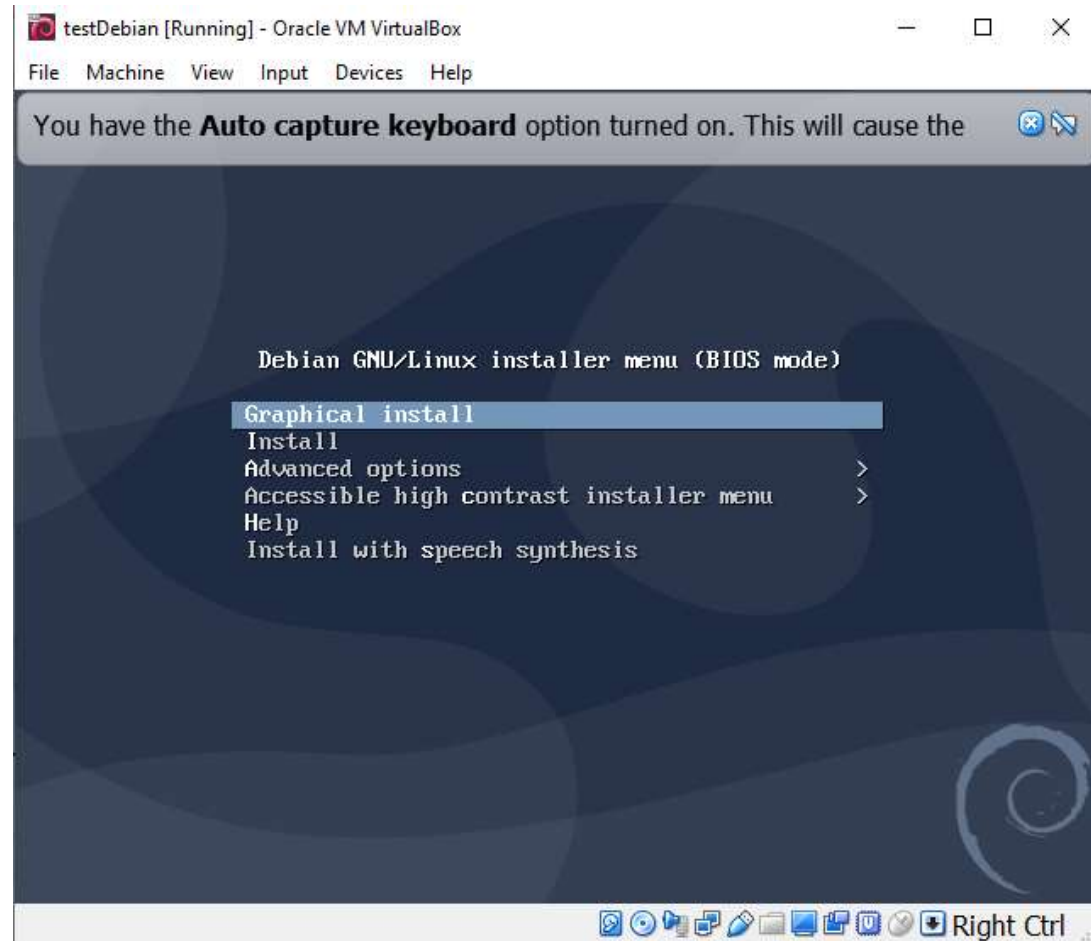 testDebian [Running] - Oracle VM VirtualBox
File Machine View Input Devices Help
You have the Auto capture keyboard option turned on. This will cause the
Debian GNU/Linux installer menu (BIOS mode)
Graphical install
Install
Advanced options >
Accessible high contrast installer menu >
Help
Install with speech synthesis
Right Ctrl